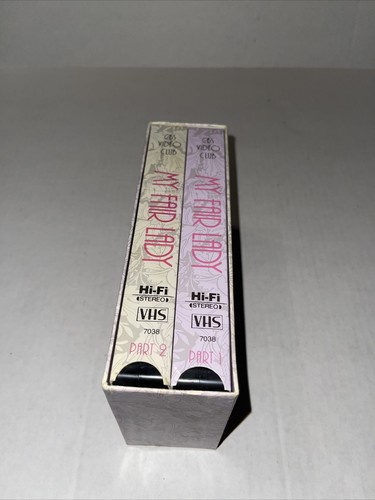 CBS
VIDEO
CLUB
MY FAIR LADY
Hi-Fi
STEREO
VHS
7038
PART 2
CBS
VIDEO
CLUB
MY FAIR LADY
Hi-Fi
STEREO
VHS
7038
PART 1